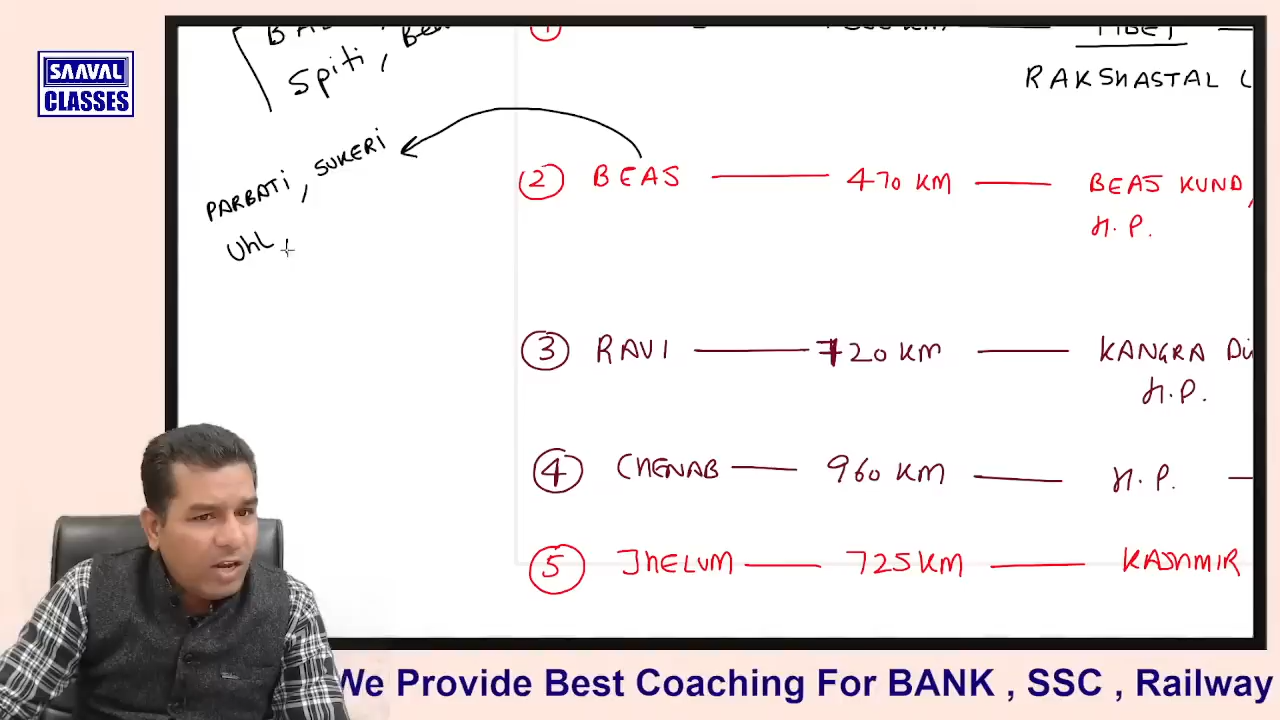 SAAVAL
CLASSES
Spiti,
RAKSHASTAL
PARBATI, SUKERI
Uhl
② BEAS — 470 KM — BEAS KUND,
H.P.
③ RAVI — 720 KM — KANGRA
H.P.
④ CHENAB — 960 KM — H.P. —
⑤ JHELUM — 725 KM — KASHMIR
We Provide Best Coaching For BANK , SSC , Railway